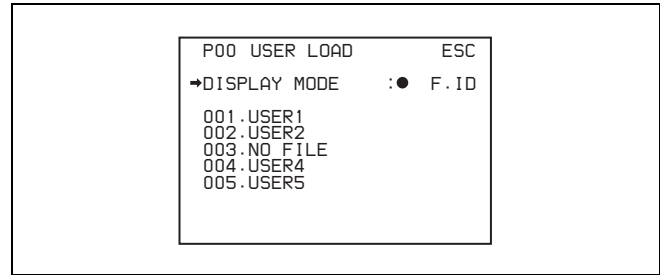 P00 USER LOAD ESC
➡DISPLAY MODE :● F.ID
001.USER1
002.USER2
003.NO FILE
004.USER4
005.USER5